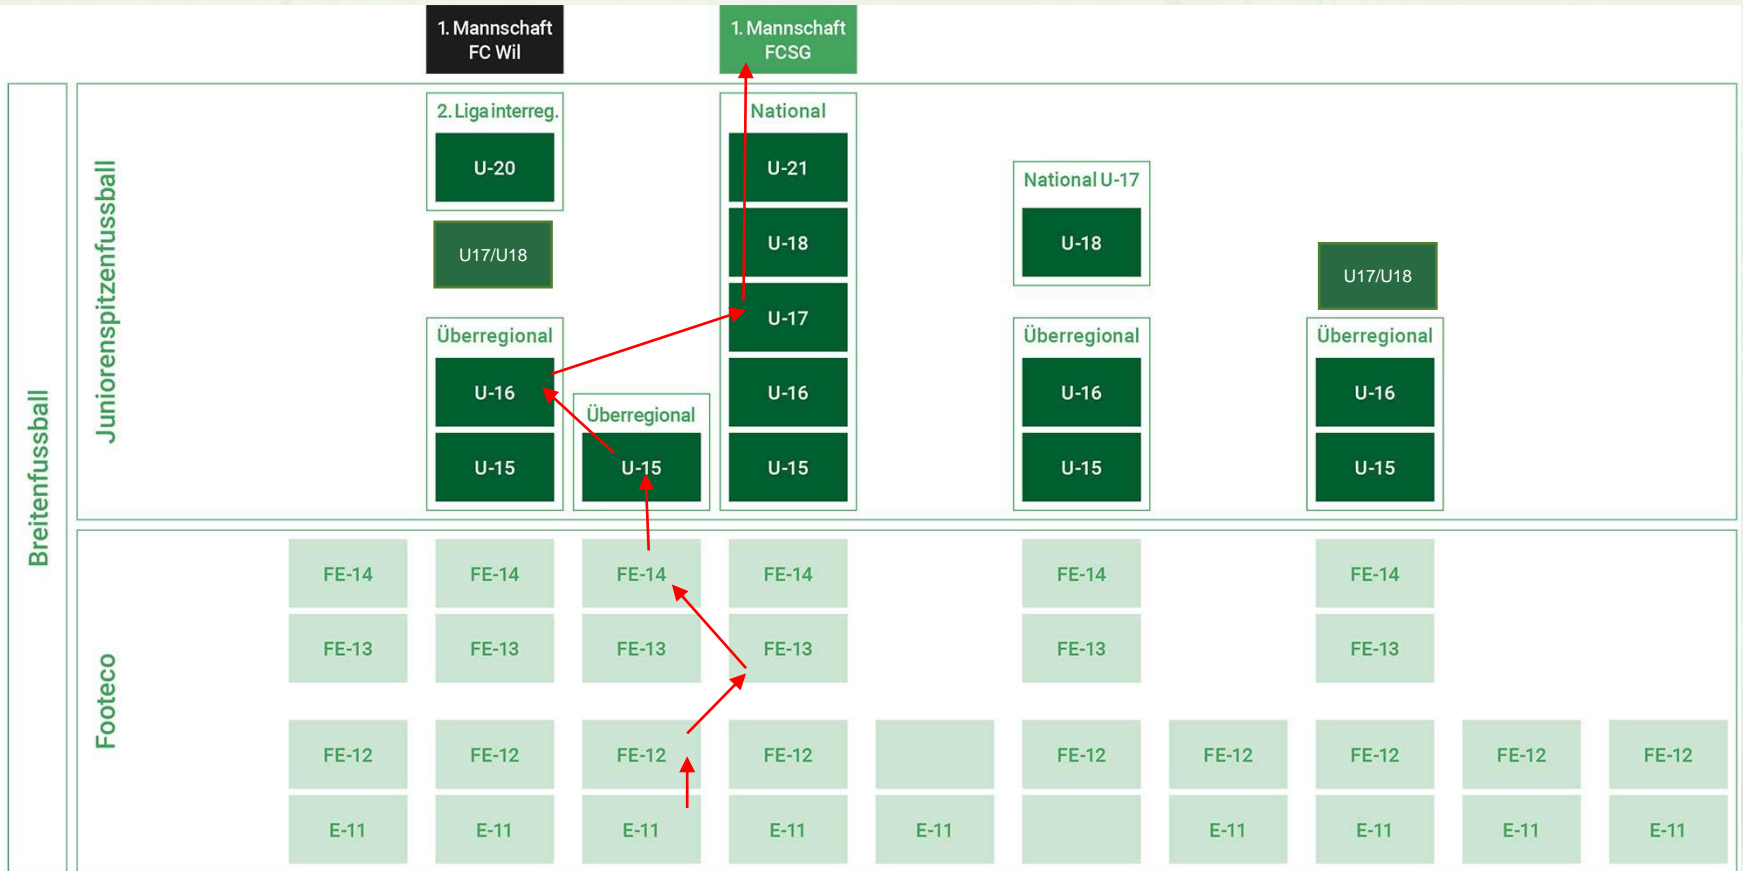 1. Mannschaft
FC Wil
1. Mannschaft
FCSG
Breitenfussball
Juniorenspitzenfussball
2. Liga interreg.
U-20
U17/U18
Überregional
U-16
U-15
Überregional
U-15
National
U-21
U-18
U-17
U-16
U-15
National U-17
U-18
Überregional
U-16
U-15
U17/U18
Überregional
U-16
U-15
Footeco
FE-14 FE-14 FE-14 FE-14 FE-14 FE-14
FE-13 FE-13 FE-13 FE-13 FE-13 FE-13
FE-12 FE-12 FE-12 FE-12 FE-12 FE-12 FE-12 FE-12 FE-12
E-11 E-11 E-11 E-11 E-11 E-11 E-11 E-11 E-11